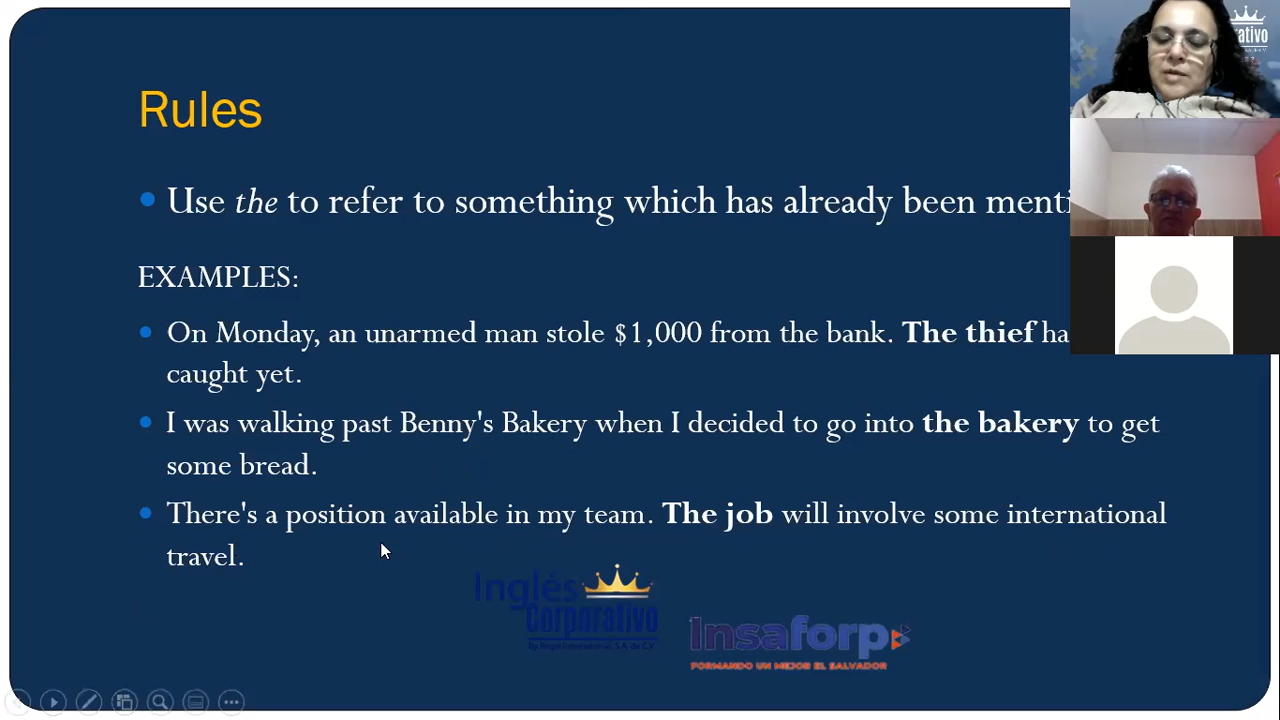 Rules
Use the to refer to something which has already been menti
EXAMPLES:
On Monday, an unarmed man stole $1,000 from the bank. The thief ha
caught yet.
I was walking past Benny's Bakery when I decided to go into the bakery to get
some bread.
There's a position available in my team. The job will involve some international
travel.
Inglés
Corporativo
Insaforp
FORMANDO UN MEJOR EL SALVADOR